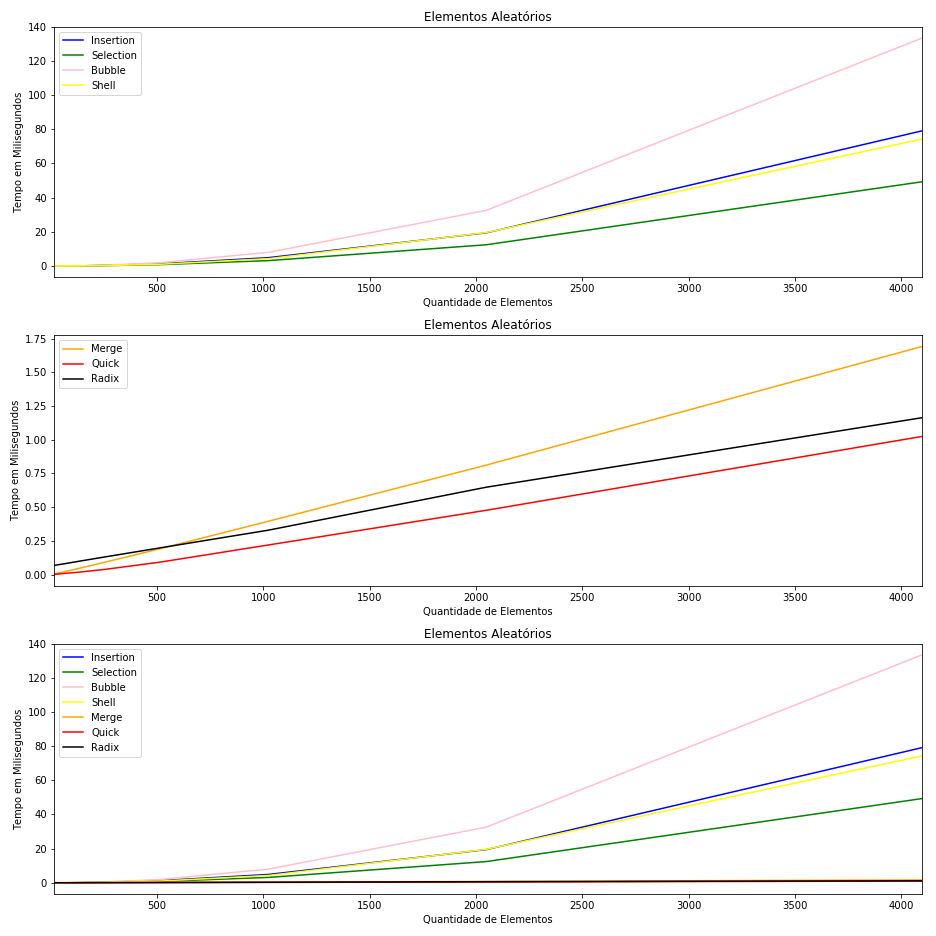 Elementos Aleatórios
140
120
100
80
60
40
20
0
Tempo em Milisegundos
Insertion
Selection
Bubble
Shell
500 1000 1500 2000 2500 3000 3500 4000
Quantidade de Elementos
Elementos Aleatórios
1.75
1.50
1.25
1.00
0.75
0.50
0.25
0.00
Tempo em Milisegundos
Merge
Quick
Radix
500 1000 1500 2000 2500 3000 3500 4000
Quantidade de Elementos
Elementos Aleatórios
140
120
100
80
60
40
20
0
Tempo em Milisegundos
Insertion
Selection
Bubble
Shell
Merge
Quick
Radix
500 1000 1500 2000 2500 3000 3500 4000
Quantidade de Elementos